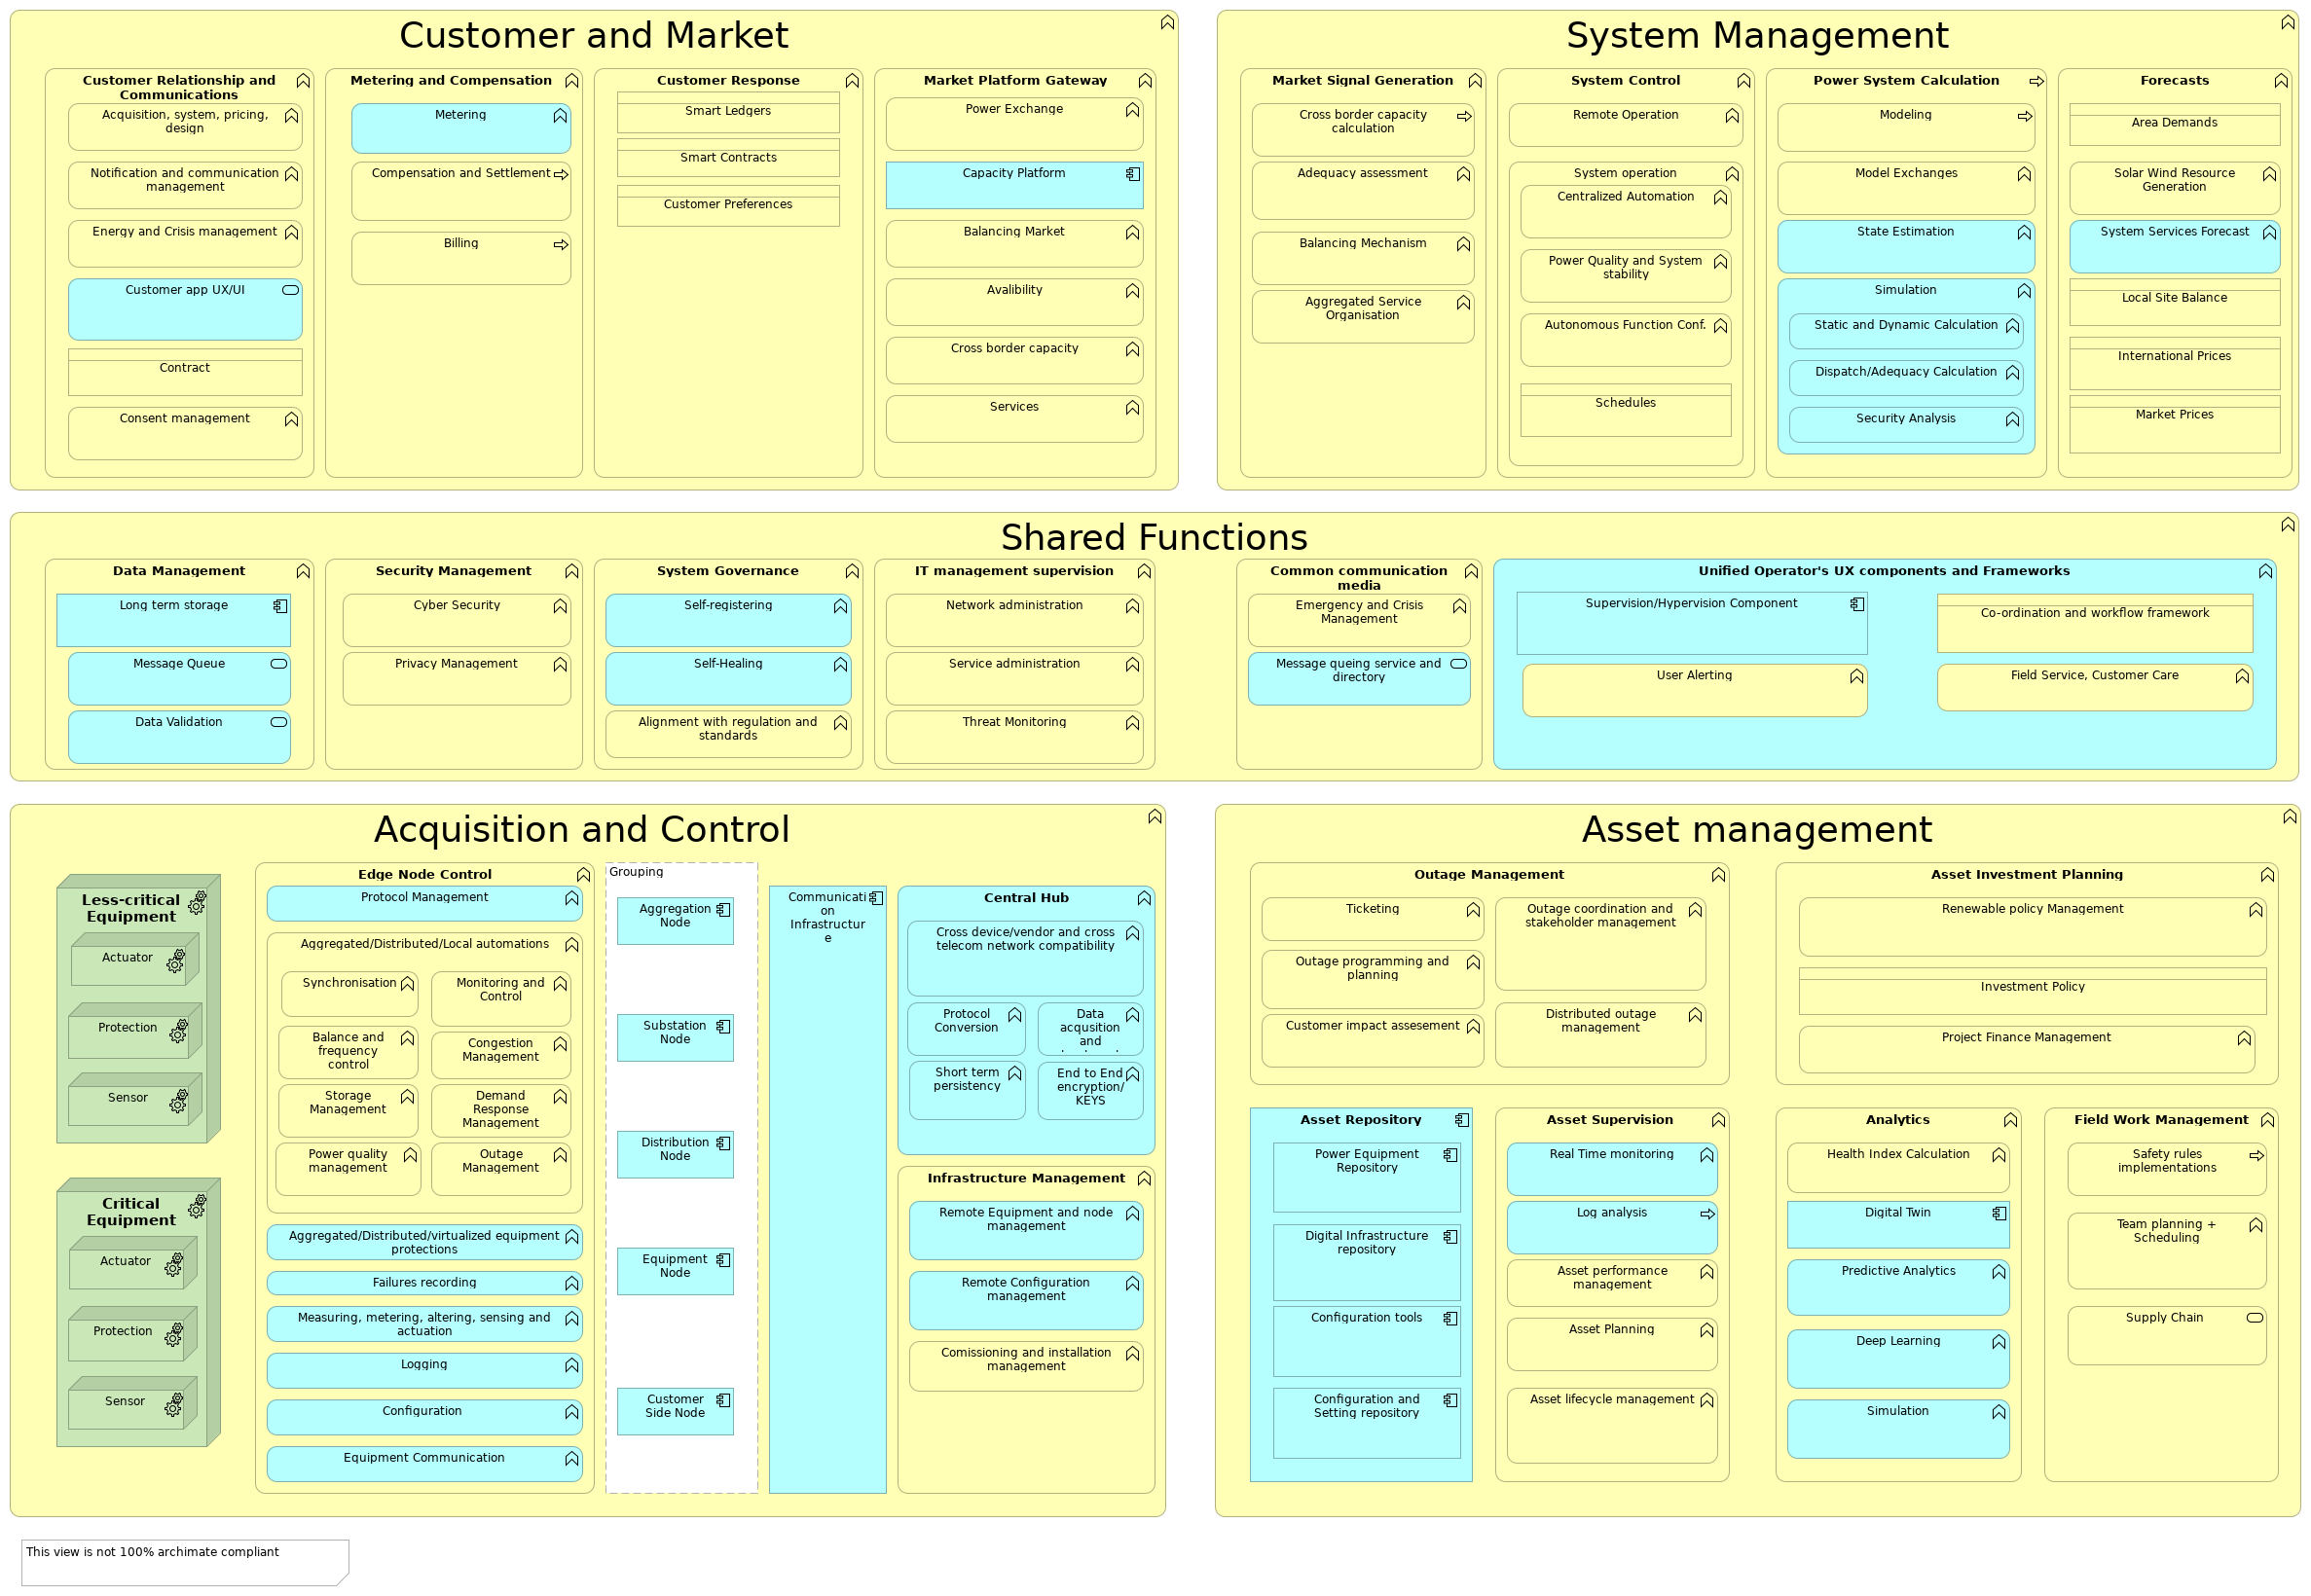 Customer and Market
Customer Relationship and
Communications
Acquisition, system, pricing,
design
Notification and communication
management
Energy and Crisis management
Customer app UX/UI
Contract
Consent management
Metering and Compensation
Metering
Compensation and Settlement
Billing
Customer Response
Smart Ledgers
Smart Contracts
Customer Preferences
Market Platform Gateway
Power Exchange
Capacity Platform
Balancing Market
Avalibility
Cross border capacity
Services
System Management
Market Signal Generation
Cross border capacity
calculation
Adequacy assessment
Balancing Mechanism
Aggregated Service
Organisation
System Control
Remote Operation
System operation
Centralized Automation
Power Quality and System
stability
Autonomous Function Conf.
Schedules
Power System Calculation
Modeling
Model Exchanges
State Estimation
Simulation
Static and Dynamic Calculation
Dispatch/Adequacy Calculation
Security Analysis
Forecasts
Area Demands
Solar Wind Resource
Generation
System Services Forecast
Local Site Balance
International Prices
Market Prices
Shared Functions
Data Management
Long term storage
Message Queue
Data Validation
Security Management
Cyber Security
Privacy Management
System Governance
Self-registering
Self-Healing
Alignment with regulation and
standards
IT management supervision
Network administration
Service administration
Threat Monitoring
Common communication
media
Emergency and Crisis
Management
Message queing service and
directory
Unified Operator's UX components and Frameworks
Supervision/Hypervision Component
Co-ordination and workflow framework
User Alerting
Field Service, Customer Care
Acquisition and Control
Less-critical
Equipment
Actuator
Protection
Sensor
Critical
Equipment
Actuator
Protection
Sensor
Edge Node Control
Protocol Management
Aggregated/Distributed/Local automations
Synchronisation
Monitoring and
Control
Balance and
frequency
control
Congestion
Management
Storage
Management
Demand
Response
Management
Power quality
management
Outage
Management
Aggregated/Distributed/virtualized equipment
protections
Failures recording
Measuring, metering, altering, sensing and
actuation
Logging
Configuration
Equipment Communication
Grouping
Aggregation
Node
Substation
Node
Distribution
Node
Equipment
Node
Customer
Side Node
Communicati
on
Infrastructur
e
Central Hub
Cross device/vendor and cross
telecom network compatibility
Protocol
Conversion
Data
acqusition
and
Short term
persistency
End to End
encryption/
KEYS
Infrastructure Management
Remote Equipment and node
management
Remote Configuration
management
Comissioning and installation
management
Asset management
Outage Management
Ticketing
Outage coordination and
stakeholder management
Outage programming and
planning
Customer impact assesement
Distributed outage
management
Asset Investment Planning
Renewable policy Management
Investment Policy
Project Finance Management
Asset Repository
Power Equipment
Repository
Digital Infrastructure
repository
Configuration tools
Configuration and
Setting repository
Asset Supervision
Real Time monitoring
Log analysis
Asset performance
management
Asset Planning
Asset lifecycle management
Analytics
Health Index Calculation
Digital Twin
Predictive Analytics
Deep Learning
Simulation
Field Work Management
Safety rules
implementations
Team planning +
Scheduling
Supply Chain
This view is not 100% archimate compliant